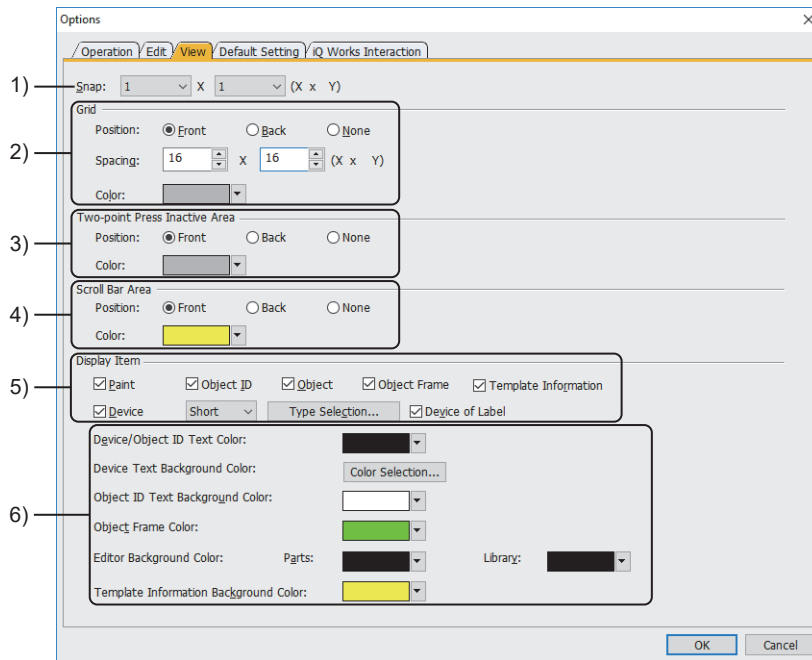 Options
Operation Edit View Default Setting iQ Works Interaction
1) Snap: 1 X 1 (X x Y)
2) Grid
Position: Front Back None
Spacing: 16 X 16 (X x Y)
Color:
3) Two-point Press Inactive Area
Position: Front Back None
Color:
4) Scroll Bar Area
Position: Front Back None
Color:
5) Display Item
Paint Object ID Object Object Frame Template Information
Device Short Type Selection... Device of Label
6) Device/Object ID Text Color:
Device Text Background Color: Color Selection...
Object ID Text Background Color:
Object Frame Color:
Editor Background Color: Parts: Library:
Template Information Background Color:
OK Cancel